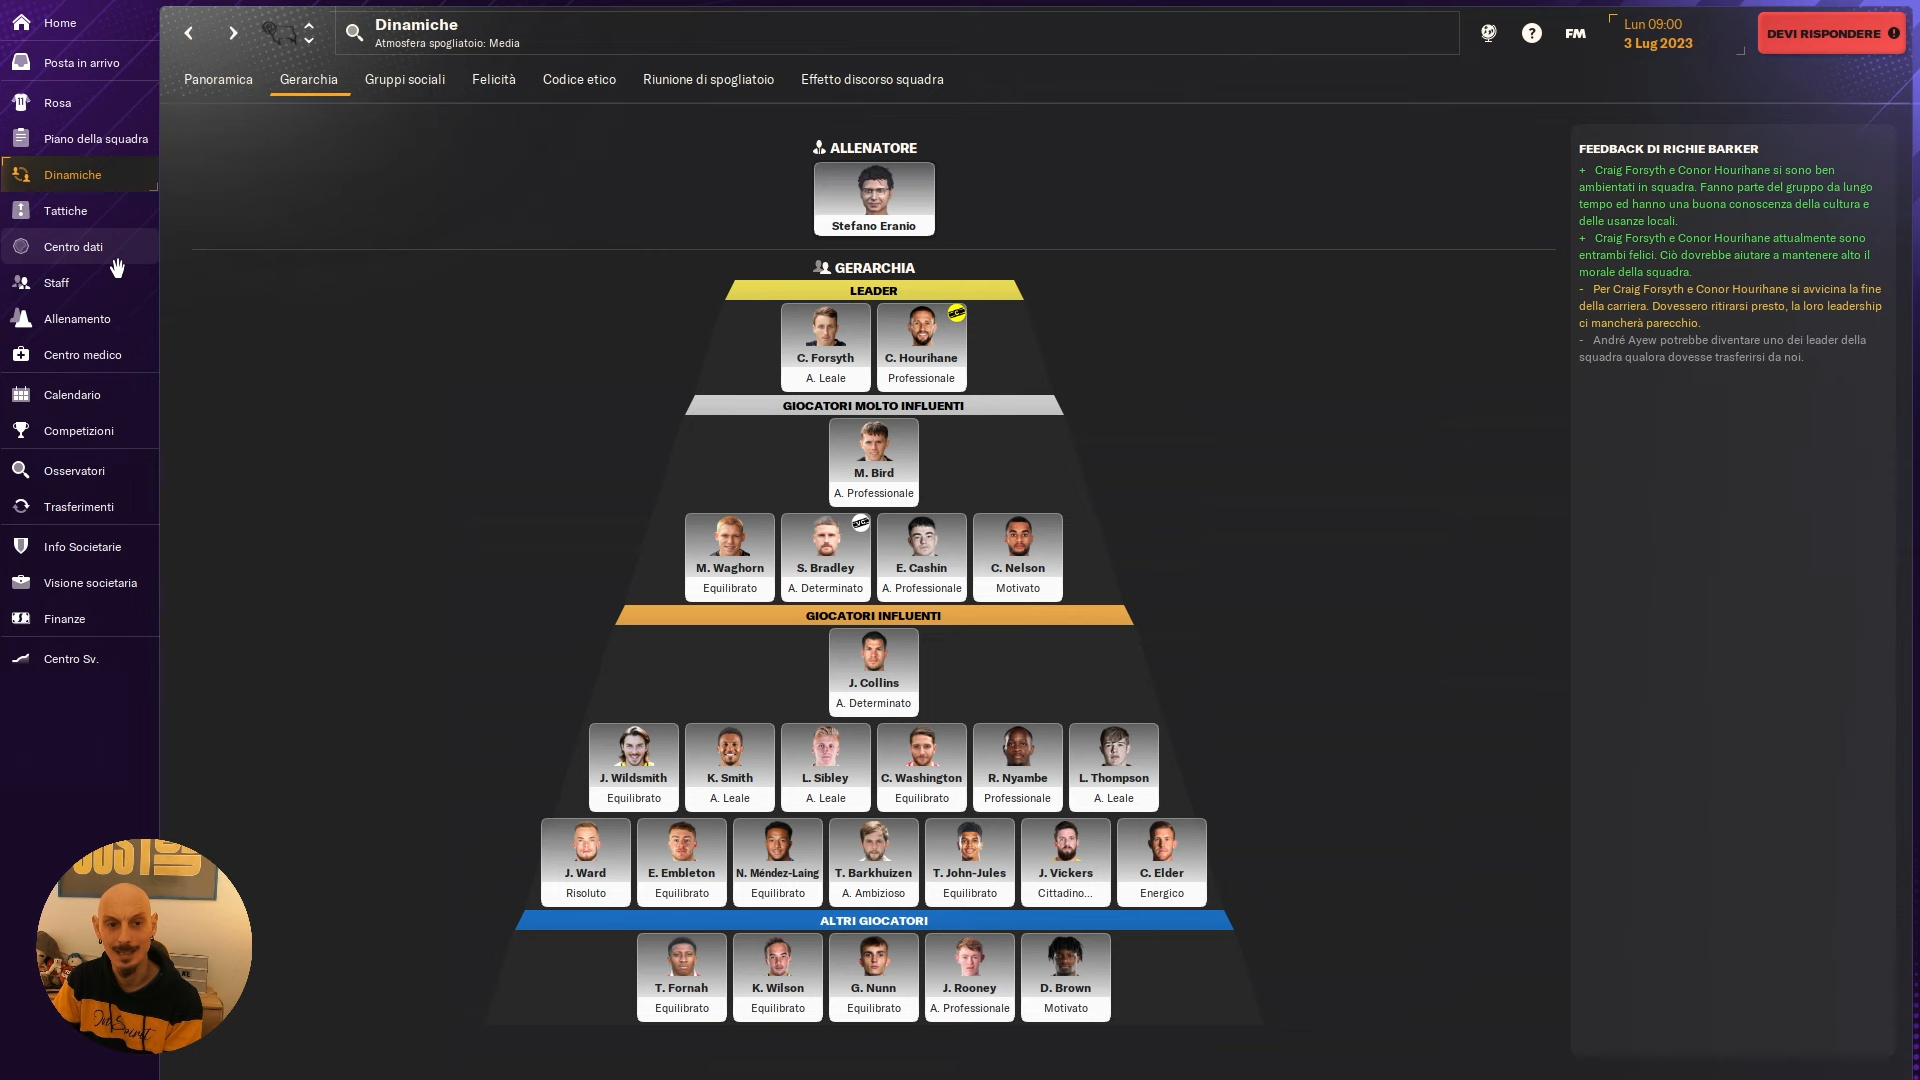 Home
Posta in arrivo
Rosa
Piano della squadra
Dinamiche
Tattiche
Centro dati
Staff
Allenamento
Centro medico
Calendario
Competizioni
Osservatori
Trasferimenti
Info Societarie
Visione societaria
Finanze
Centro Sv.
Dinamiche
Atmosfera spogliatoio: Media
FM
Lun 09:00
3 Lug 2023
DEVI RISPONDERE
Panoramica Gerarchia Gruppi sociali Felicità Codice etico Riunione di spogliatoio Effetto discorso squadra
ALLENATORE
Stefano Eranio
GERARCHIA
LEADER
C. Forsyth C. Hourihane
A. Leale Professionale
GIOCATORI MOLTO INFLUENTI
M. Bird
A. Professionale
M. Waghorn S. Bradley E. Cashin C. Nelson
Equilibrato A. Determinato A. Professionale Motivato
GIOCATORI INFLUENTI
J. Collins
A. Determinato
J. Wildsmith K. Smith L. Sibley C. Washington R. Nyambe L. Thompson
Equilibrato A. Leale A. Leale Equilibrato Professionale A. Leale
J. Ward E. Embleton N. Méndez-Laing T. Barkhuizen T. John-Jules J. Vickers C. Elder
Risoluto Equilibrato Equilibrato A. Ambizioso Equilibrato Cittadino... Energico
ALTRI GIOCATORI
T. Fornah K. Wilson G. Nunn J. Rooney D. Brown
Equilibrato Equilibrato Equilibrato A. Professionale Motivato
FEEDBACK DI RICHIE BARKER
+ Craig Forsyth e Conor Hourihane si sono ben
ambientati in squadra. Fanno parte del gruppo da lungo
tempo ed hanno una buona conoscenza della cultura e
delle usanze locali.
+ Craig Forsyth e Conor Hourihane attualmente sono
entrambi felici. Ciò dovrebbe aiutare a mantenere alto il
morale della squadra.
- Per Craig Forsyth e Conor Hourihane si avvicina la fine
della carriera. Dovessero ritirarsi presto, la loro leadership
ci mancherà parecchio.
- André Ayew potrebbe diventare uno dei leader della
squadra qualora dovesse trasferirsi da noi.